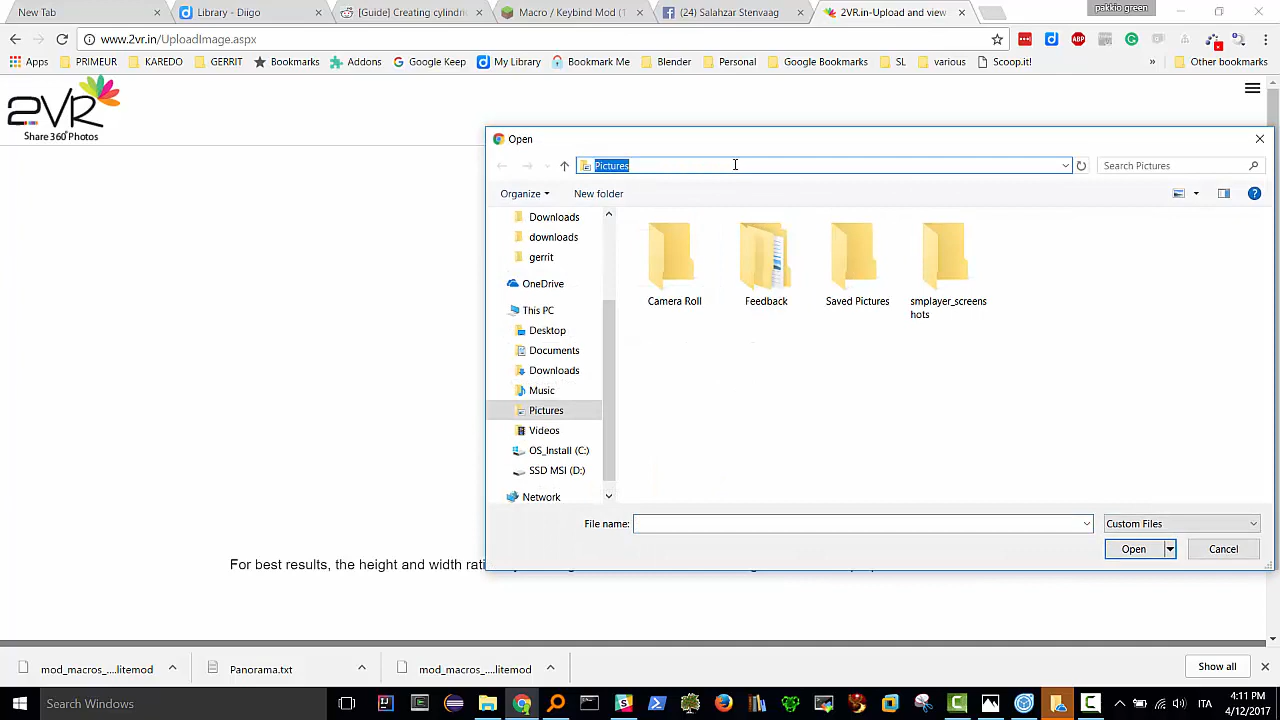 New Tab
Library - Diigo
[Guide] Creating cylindri
Macro / Keybind Mod (
(24) Salahzar Stenvaag
2VR.in-Upload and view
pakkio green
www.2vr.in/UploadImage.aspx
Apps
PRIMEUR
KAREDO
GERRIT
Bookmarks
Addons
Google Keep
My Library
Bookmark Me
Blender
Personal
Google Bookmarks
SL
various
Scoop.it!
Other bookmarks
2VR
Share 360° Photos
Open
Pictures
Search Pictures
Organize
New folder
Downloads
downloads
gerrit
OneDrive
This PC
Desktop
Documents
Downloads
Music
Pictures
Videos
OS_Install (C:)
SSD MSI (D:)
Network
Camera Roll
Feedback
Saved Pictures
smplayer_screens
hots
File name:
Custom Files
Open
Cancel
For best results, the height and width rati
mod_macros_....litemod
Panorama.txt
mod_macros_....litemod
Show all
Search Windows
ITA
4:11 PM
4/12/2017